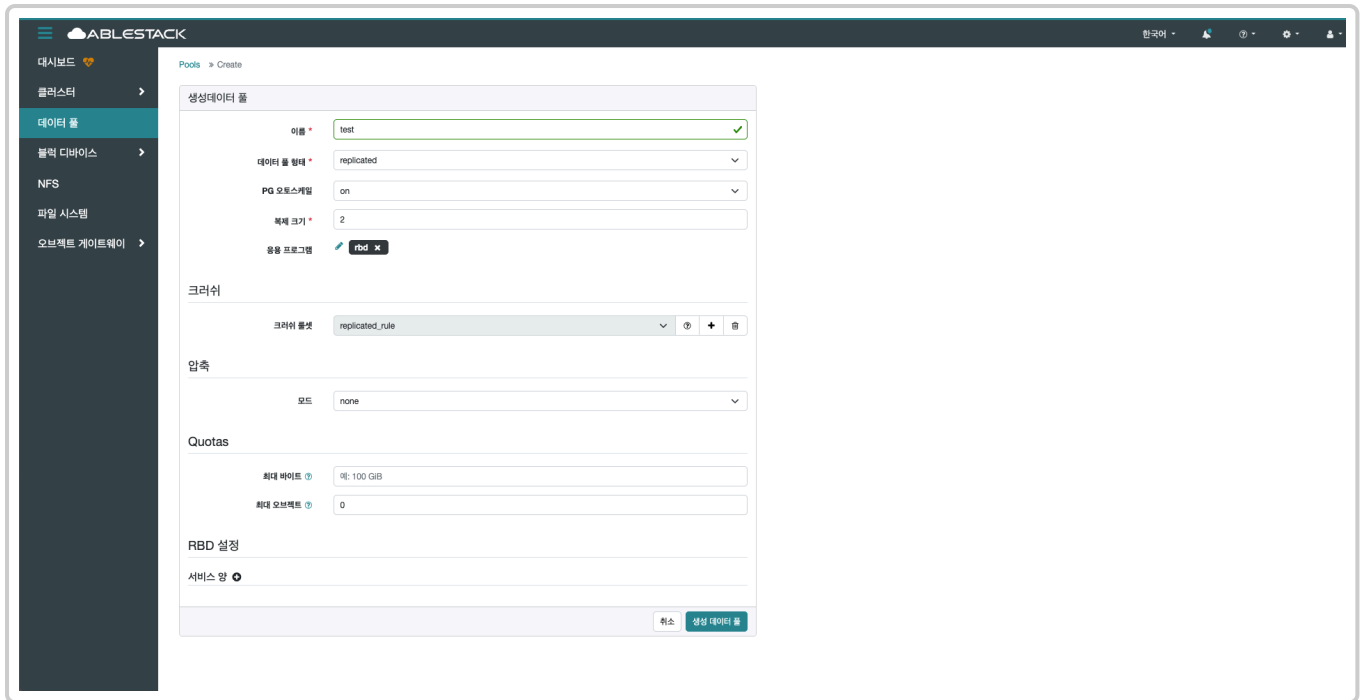 ABLESTACK
한국어
대시보드
클러스터
데이터 풀
블럭 디바이스
NFS
파일 시스템
오브젝트 게이트웨이
Pools » Create
생성데이터 풀
이름 *
test
데이터 풀 형태 *
replicated
PG 오토스케일
on
복제 크기 *
2
응용 프로그램
rbd ×
크러쉬
크러쉬 룰셋
replicated_rule
압축
모드
none
Quotas
최대 바이트
예: 100 GiB
최대 오브젝트
0
RBD 설정
서비스 양
취소
생성 데이터 풀